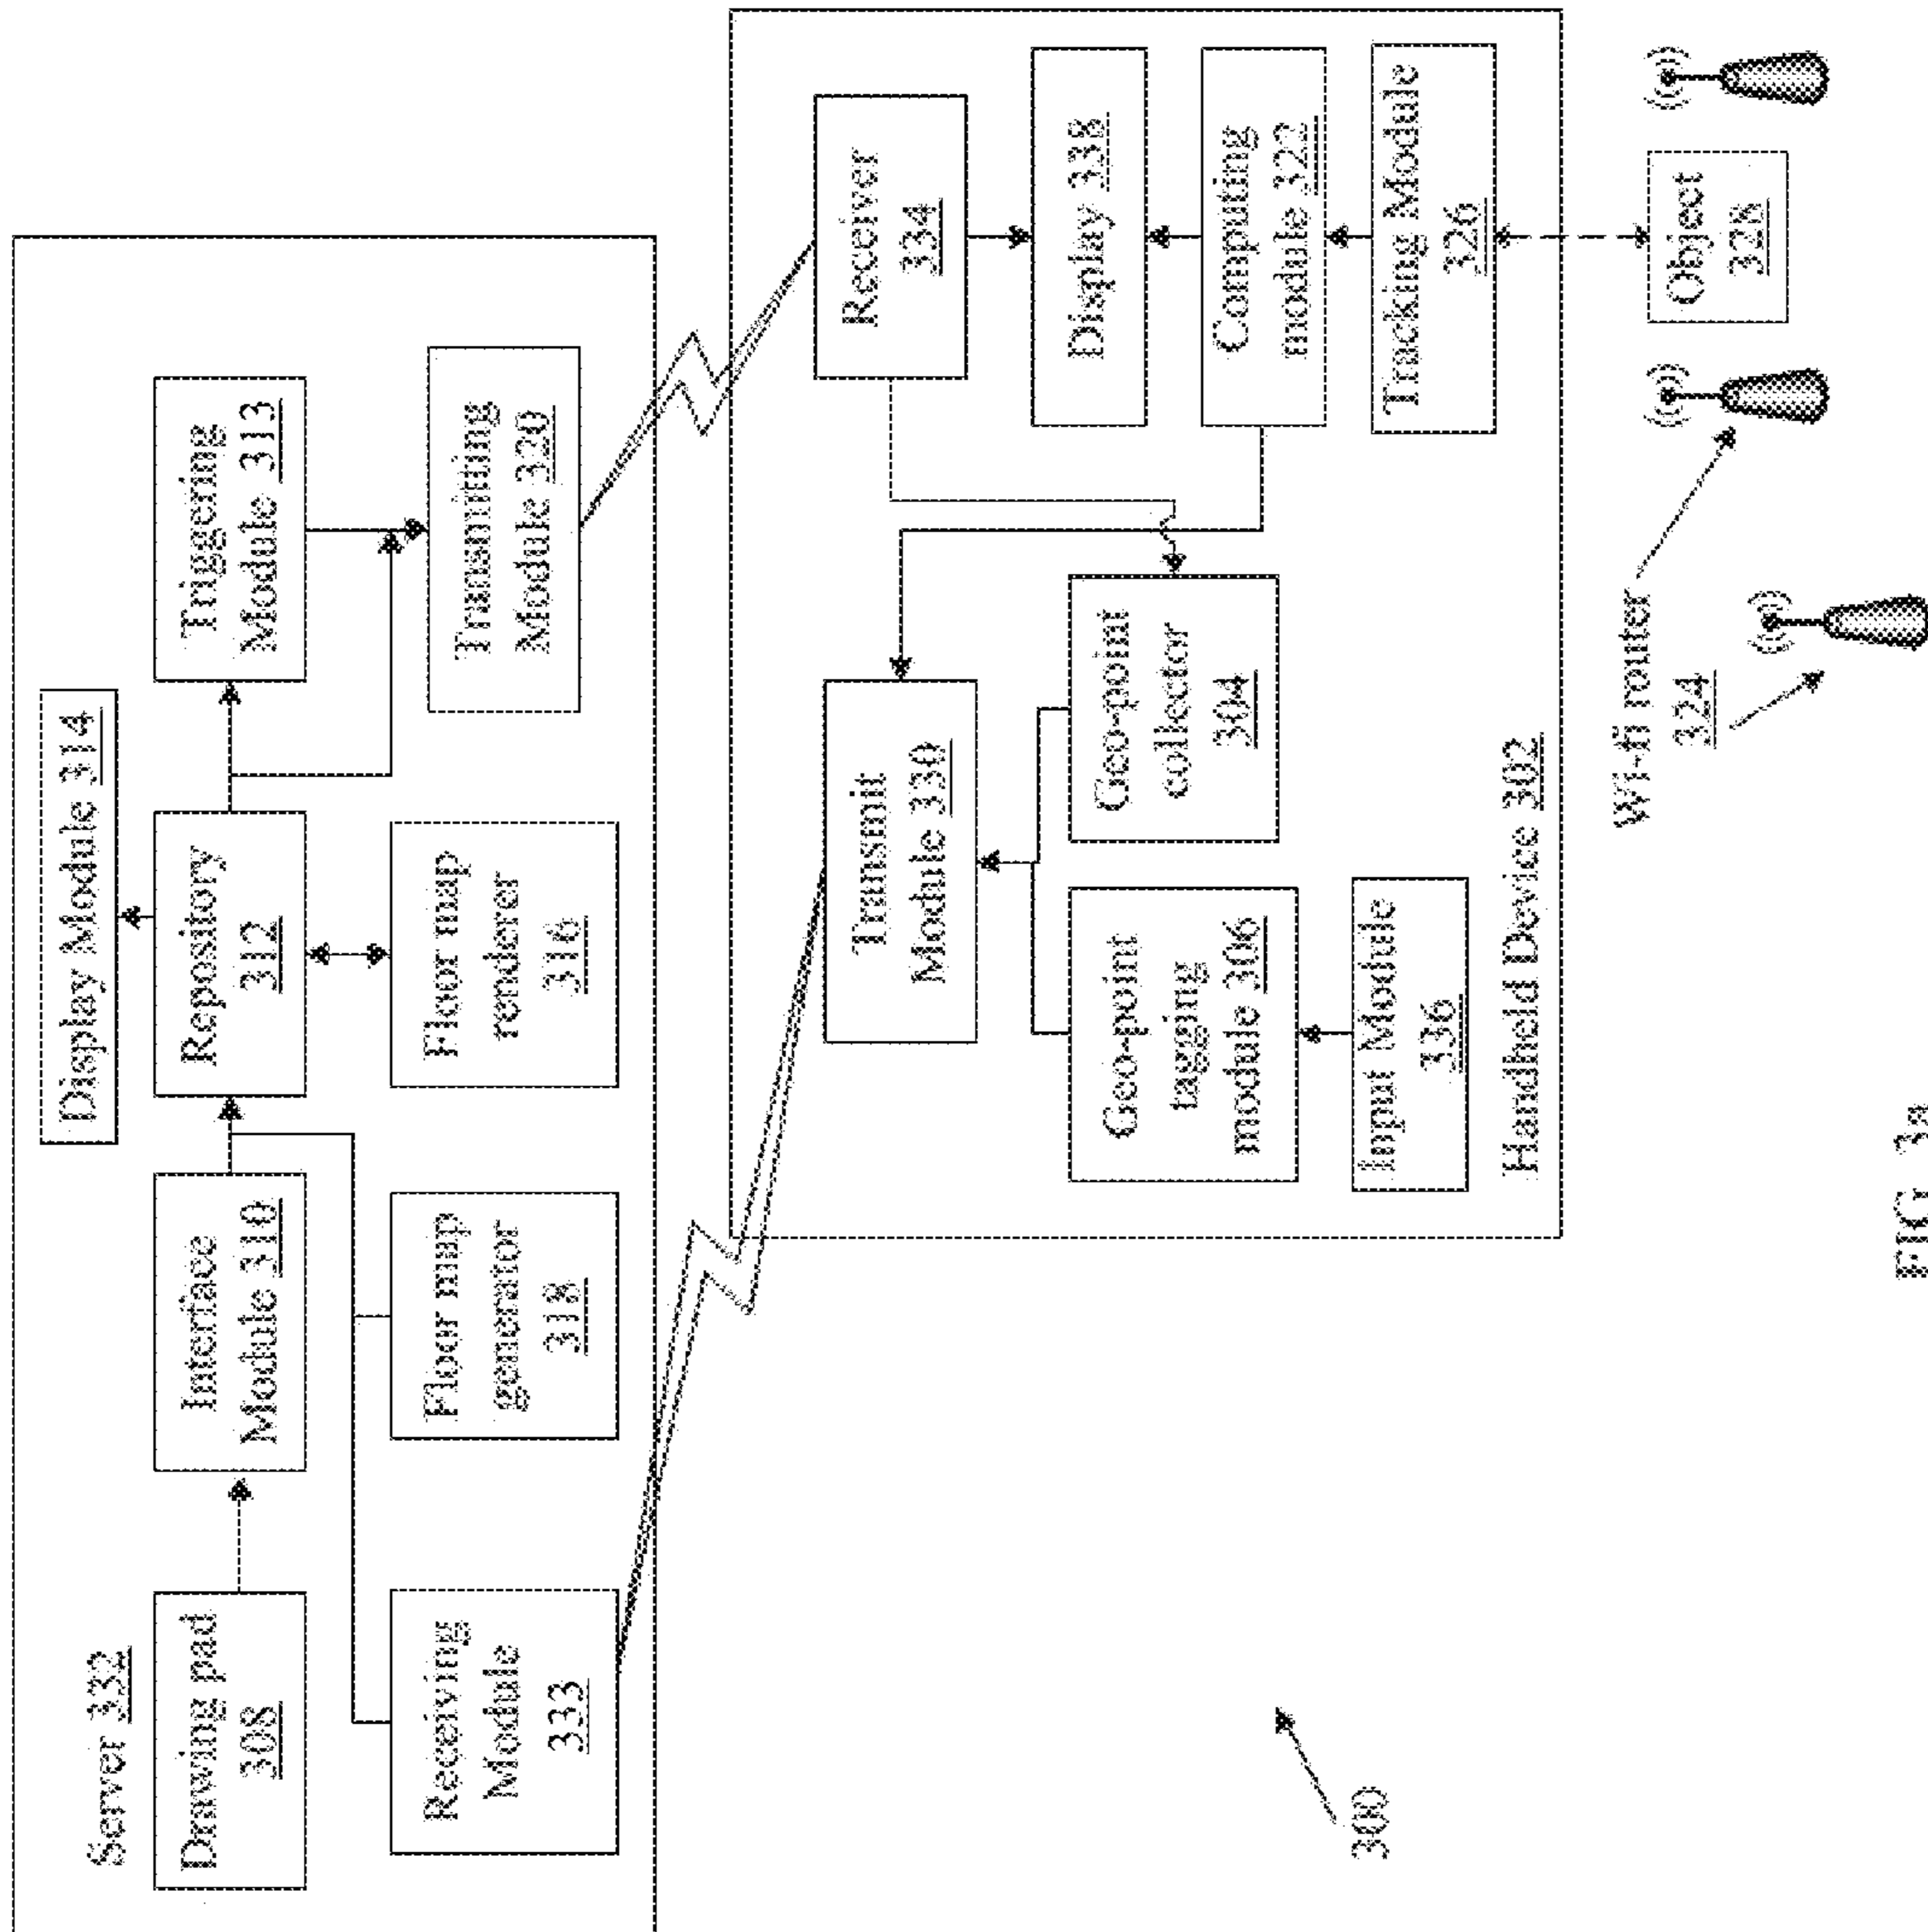 Server 332
Drawing pad
308
Interface
Module 310
Repository
312
Display Module 314
Triggering
Module 313
Receiving
Module
333
Floor map
generator
318
Floor map
renderer
316
Transmitting
Module 320
Transmit
Module 330
Receiver
334
Geo-point
tagging
module 306
Geo-point
collector
304
Display 338
Computing
module 322
Input Module
336
Tracking Module
326
Handheld Device 302
Wi-fi router
324
Object
328
300
FIG. 3a